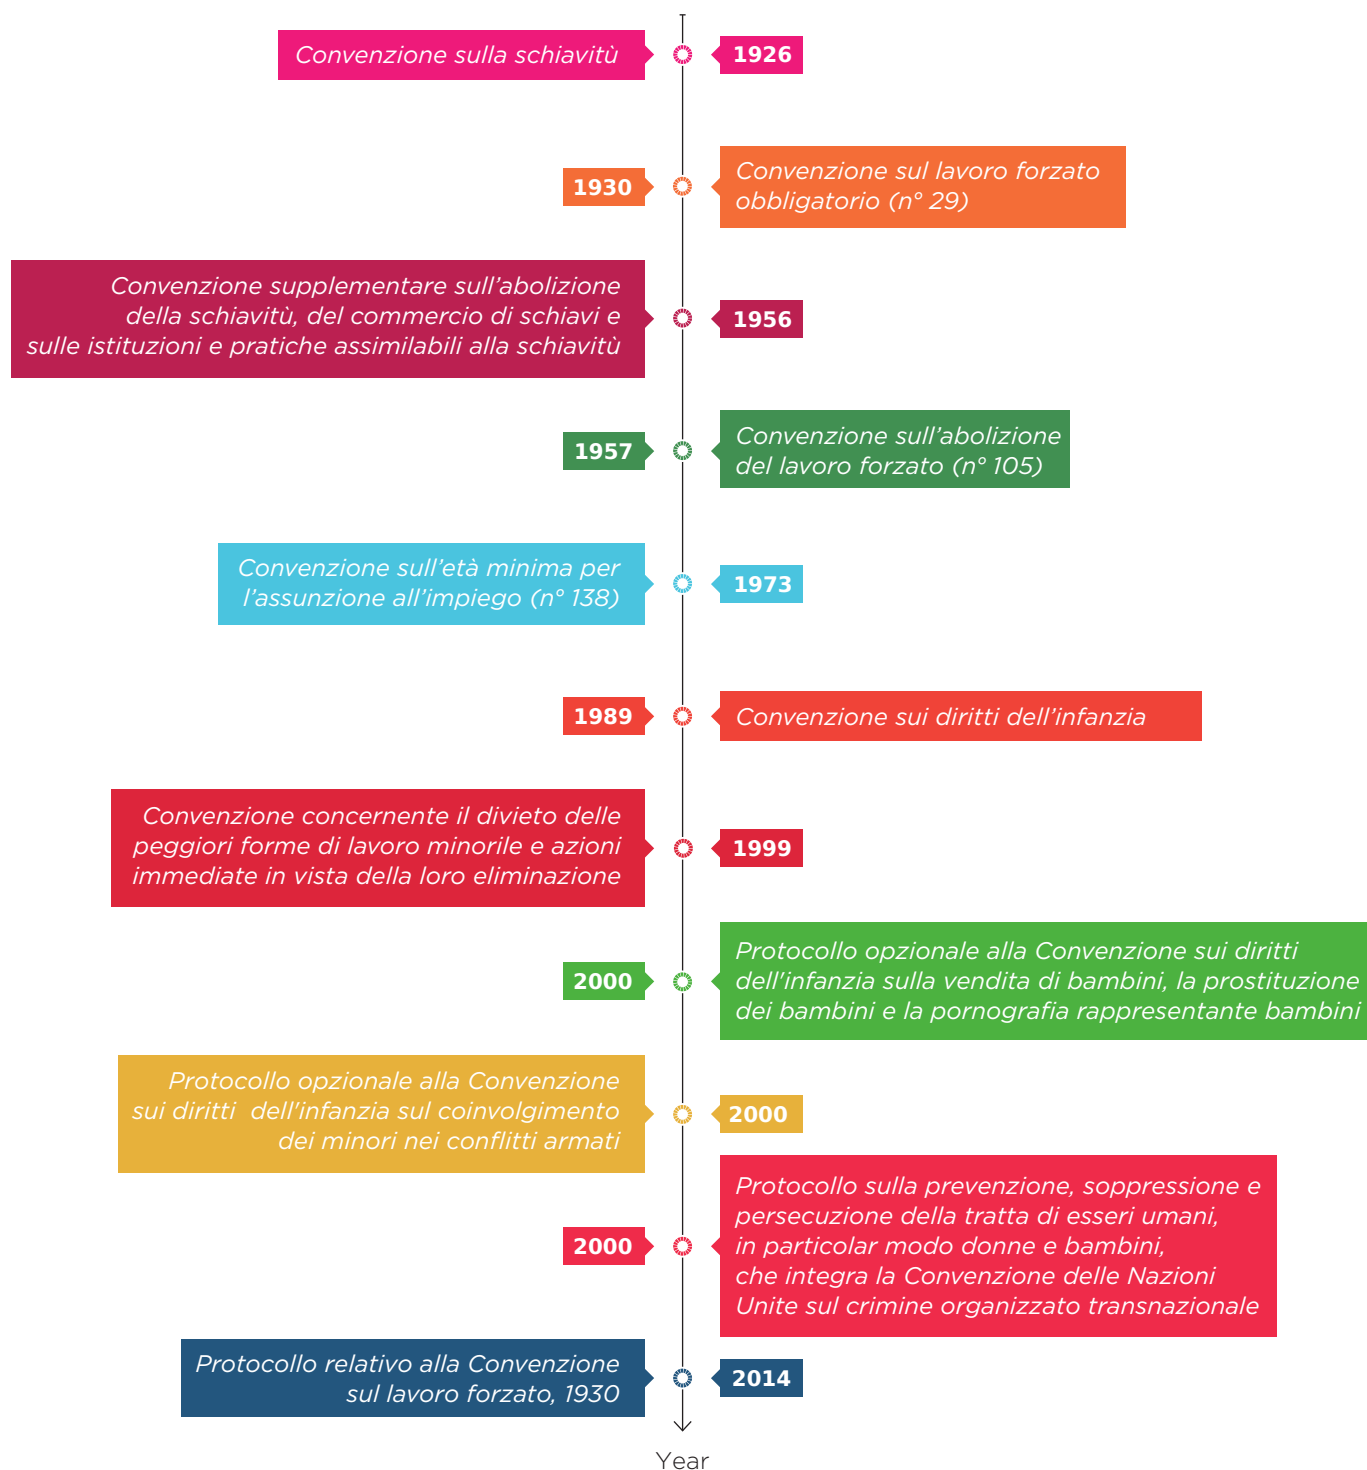 Convenzione sulla schiavitù
1926
1930
Convenzione sul lavoro forzato
obbligatorio (n° 29)
Convenzione supplementare sull’abolizione
della schiavitù, del commercio di schiavi e
sulle istituzioni e pratiche assimilabili alla schiavitù
1956
1957
Convenzione sull’abolizione
del lavoro forzato (n° 105)
Convenzione sull’età minima per
l’assunzione all’impiego (n° 138)
1973
1989
Convenzione sui diritti dell’infanzia
Convenzione concernente il divieto delle
peggiori forme di lavoro minorile e azioni
immediate in vista della loro eliminazione
1999
2000
Protocollo opzionale alla Convenzione sui diritti
dell'infanzia sulla vendita di bambini, la prostituzione
dei bambini e la pornografia rappresentante bambini
Protocollo opzionale alla Convenzione
sui diritti dell'infanzia sul coinvolgimento
dei minori nei conflitti armati
2000
2000
Protocollo sulla prevenzione, soppressione e
persecuzione della tratta di esseri umani,
in particolar modo donne e bambini,
che integra la Convenzione delle Nazioni
Unite sul crimine organizzato transnazionale
Protocollo relativo alla Convenzione
sul lavoro forzato, 1930
2014
Year